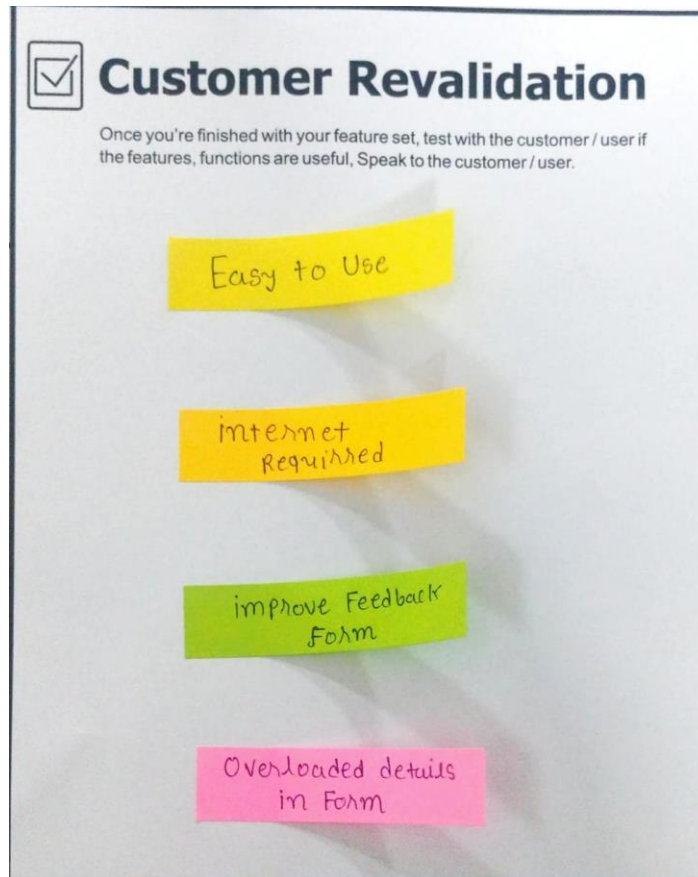 Customer Revalidation
Once you're finished with your feature set, test with the customer / user if
the features, functions are useful, Speak to the customer / user.
Easy to Use
internet
Requirred
improve Feedback
Form
Overloaded details
in Form